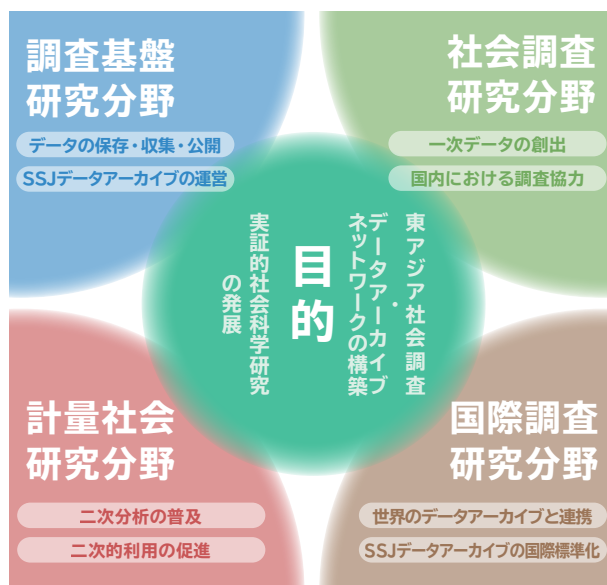 調査基盤
研究分野
データの保存・収集・公開
SSJデータアーカイブの運営
社会調査
研究分野
一次データの創出
国内における調査協力
東アジア社会調査・
データアーカイブ
ネットワークの構築
目的
実証的社会科学研究
の発展
計量社会
研究分野
二次分析の普及
二次的利用の促進
国際調査
研究分野
世界のデータアーカイブと連携
SSJデータアーカイブの国際標準化